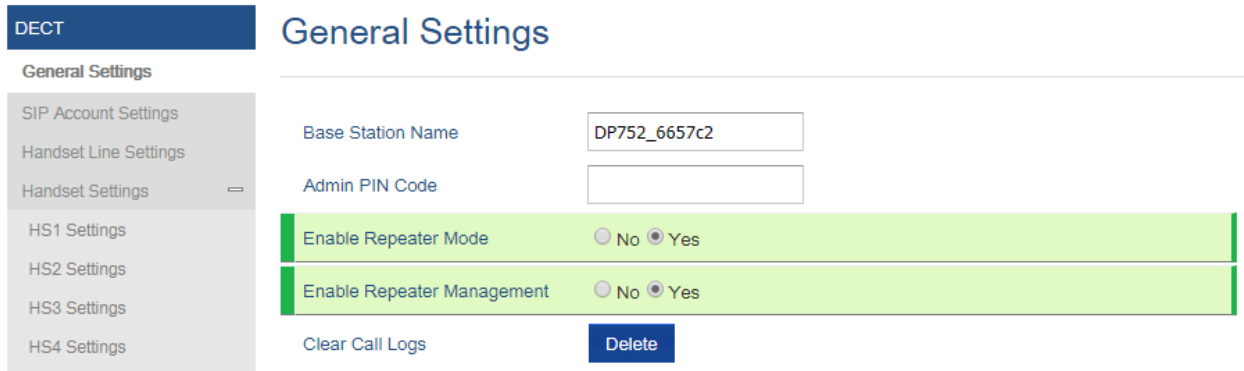 DECT
General Settings
SIP Account Settings
Handset Line Settings
Handset Settings
HS1 Settings
HS2 Settings
HS3 Settings
HS4 Settings
General Settings
Base Station Name DP752_6657c2
Admin PIN Code
Enable Repeater Mode No Yes
Enable Repeater Management No Yes
Clear Call Logs Delete